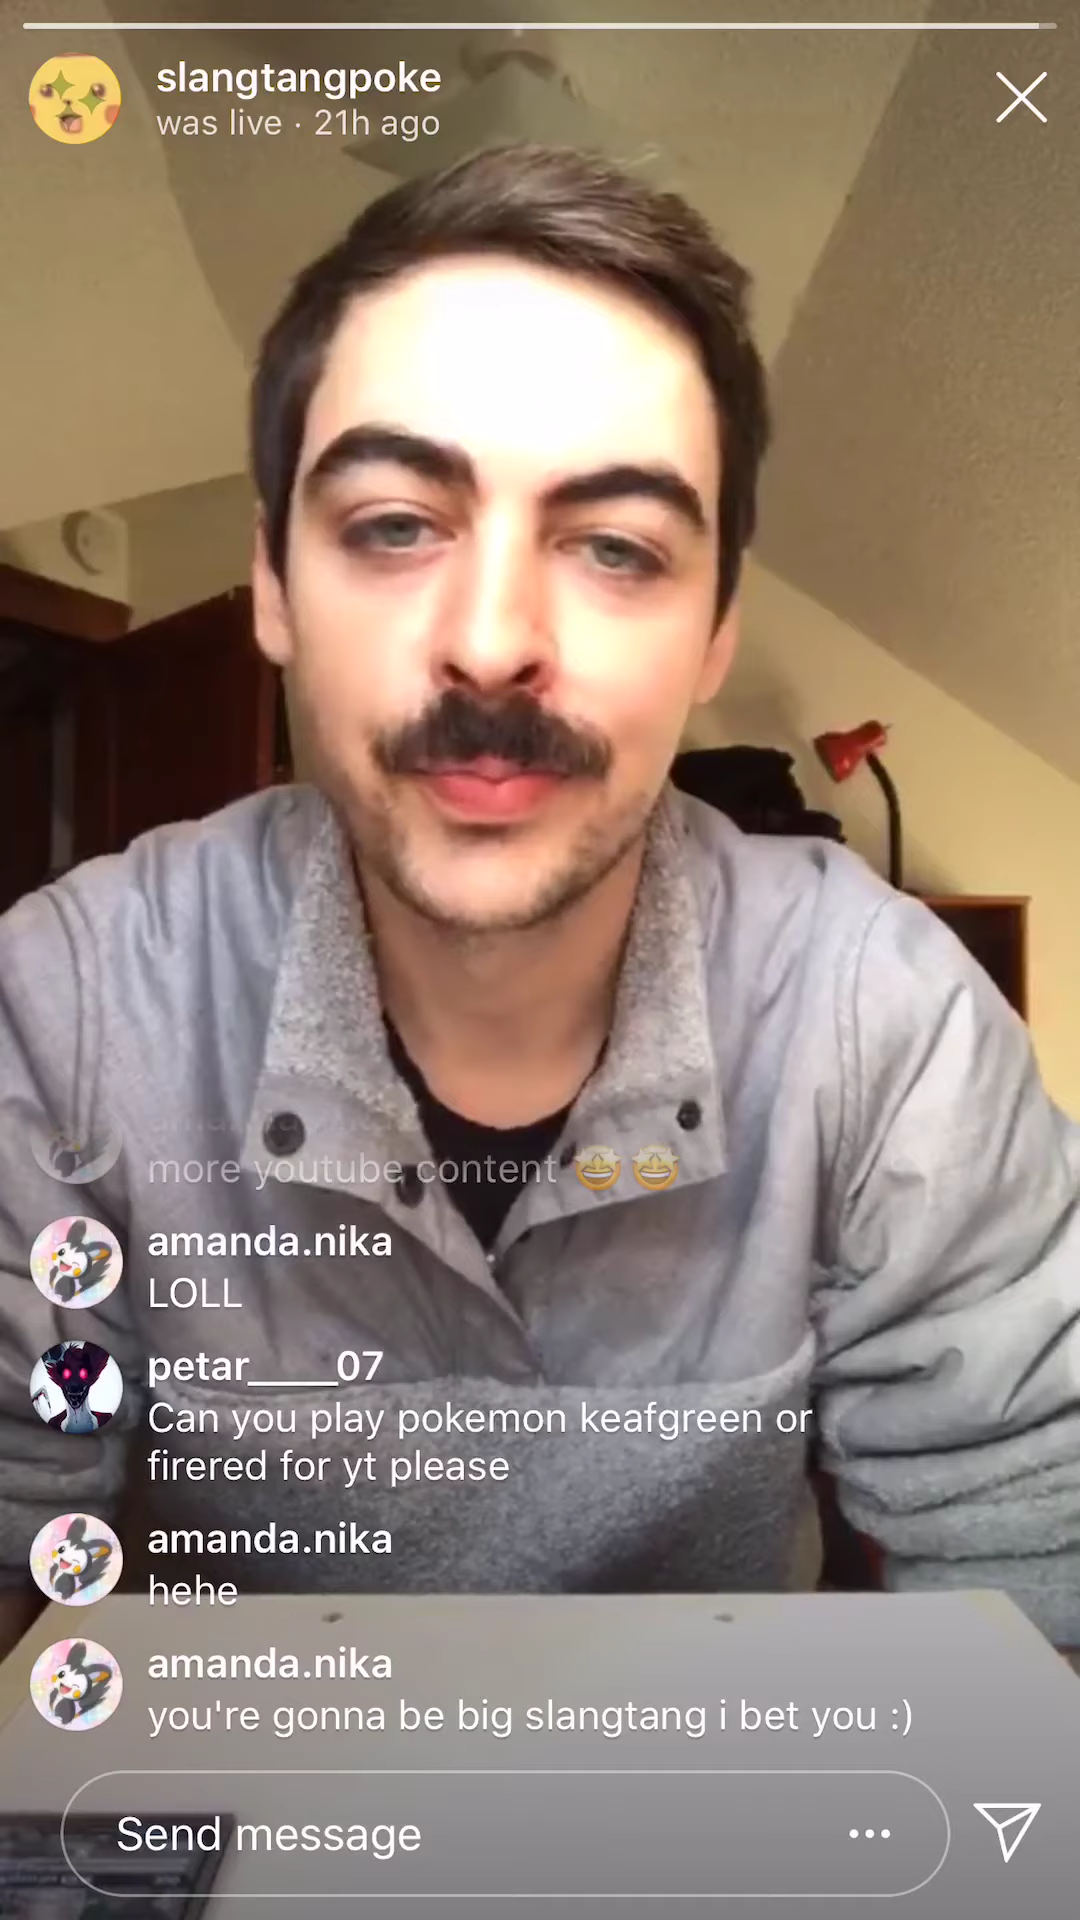 slangtangpoke
was live · 21h ago
more youtube content 🤩🤩
amanda.nika
LOLL
petar_____07
Can you play pokemon keafgreen or
firered for yt please
amanda.nika
hehe
amanda.nika
you're gonna be big slangtang i bet you :)
Send message